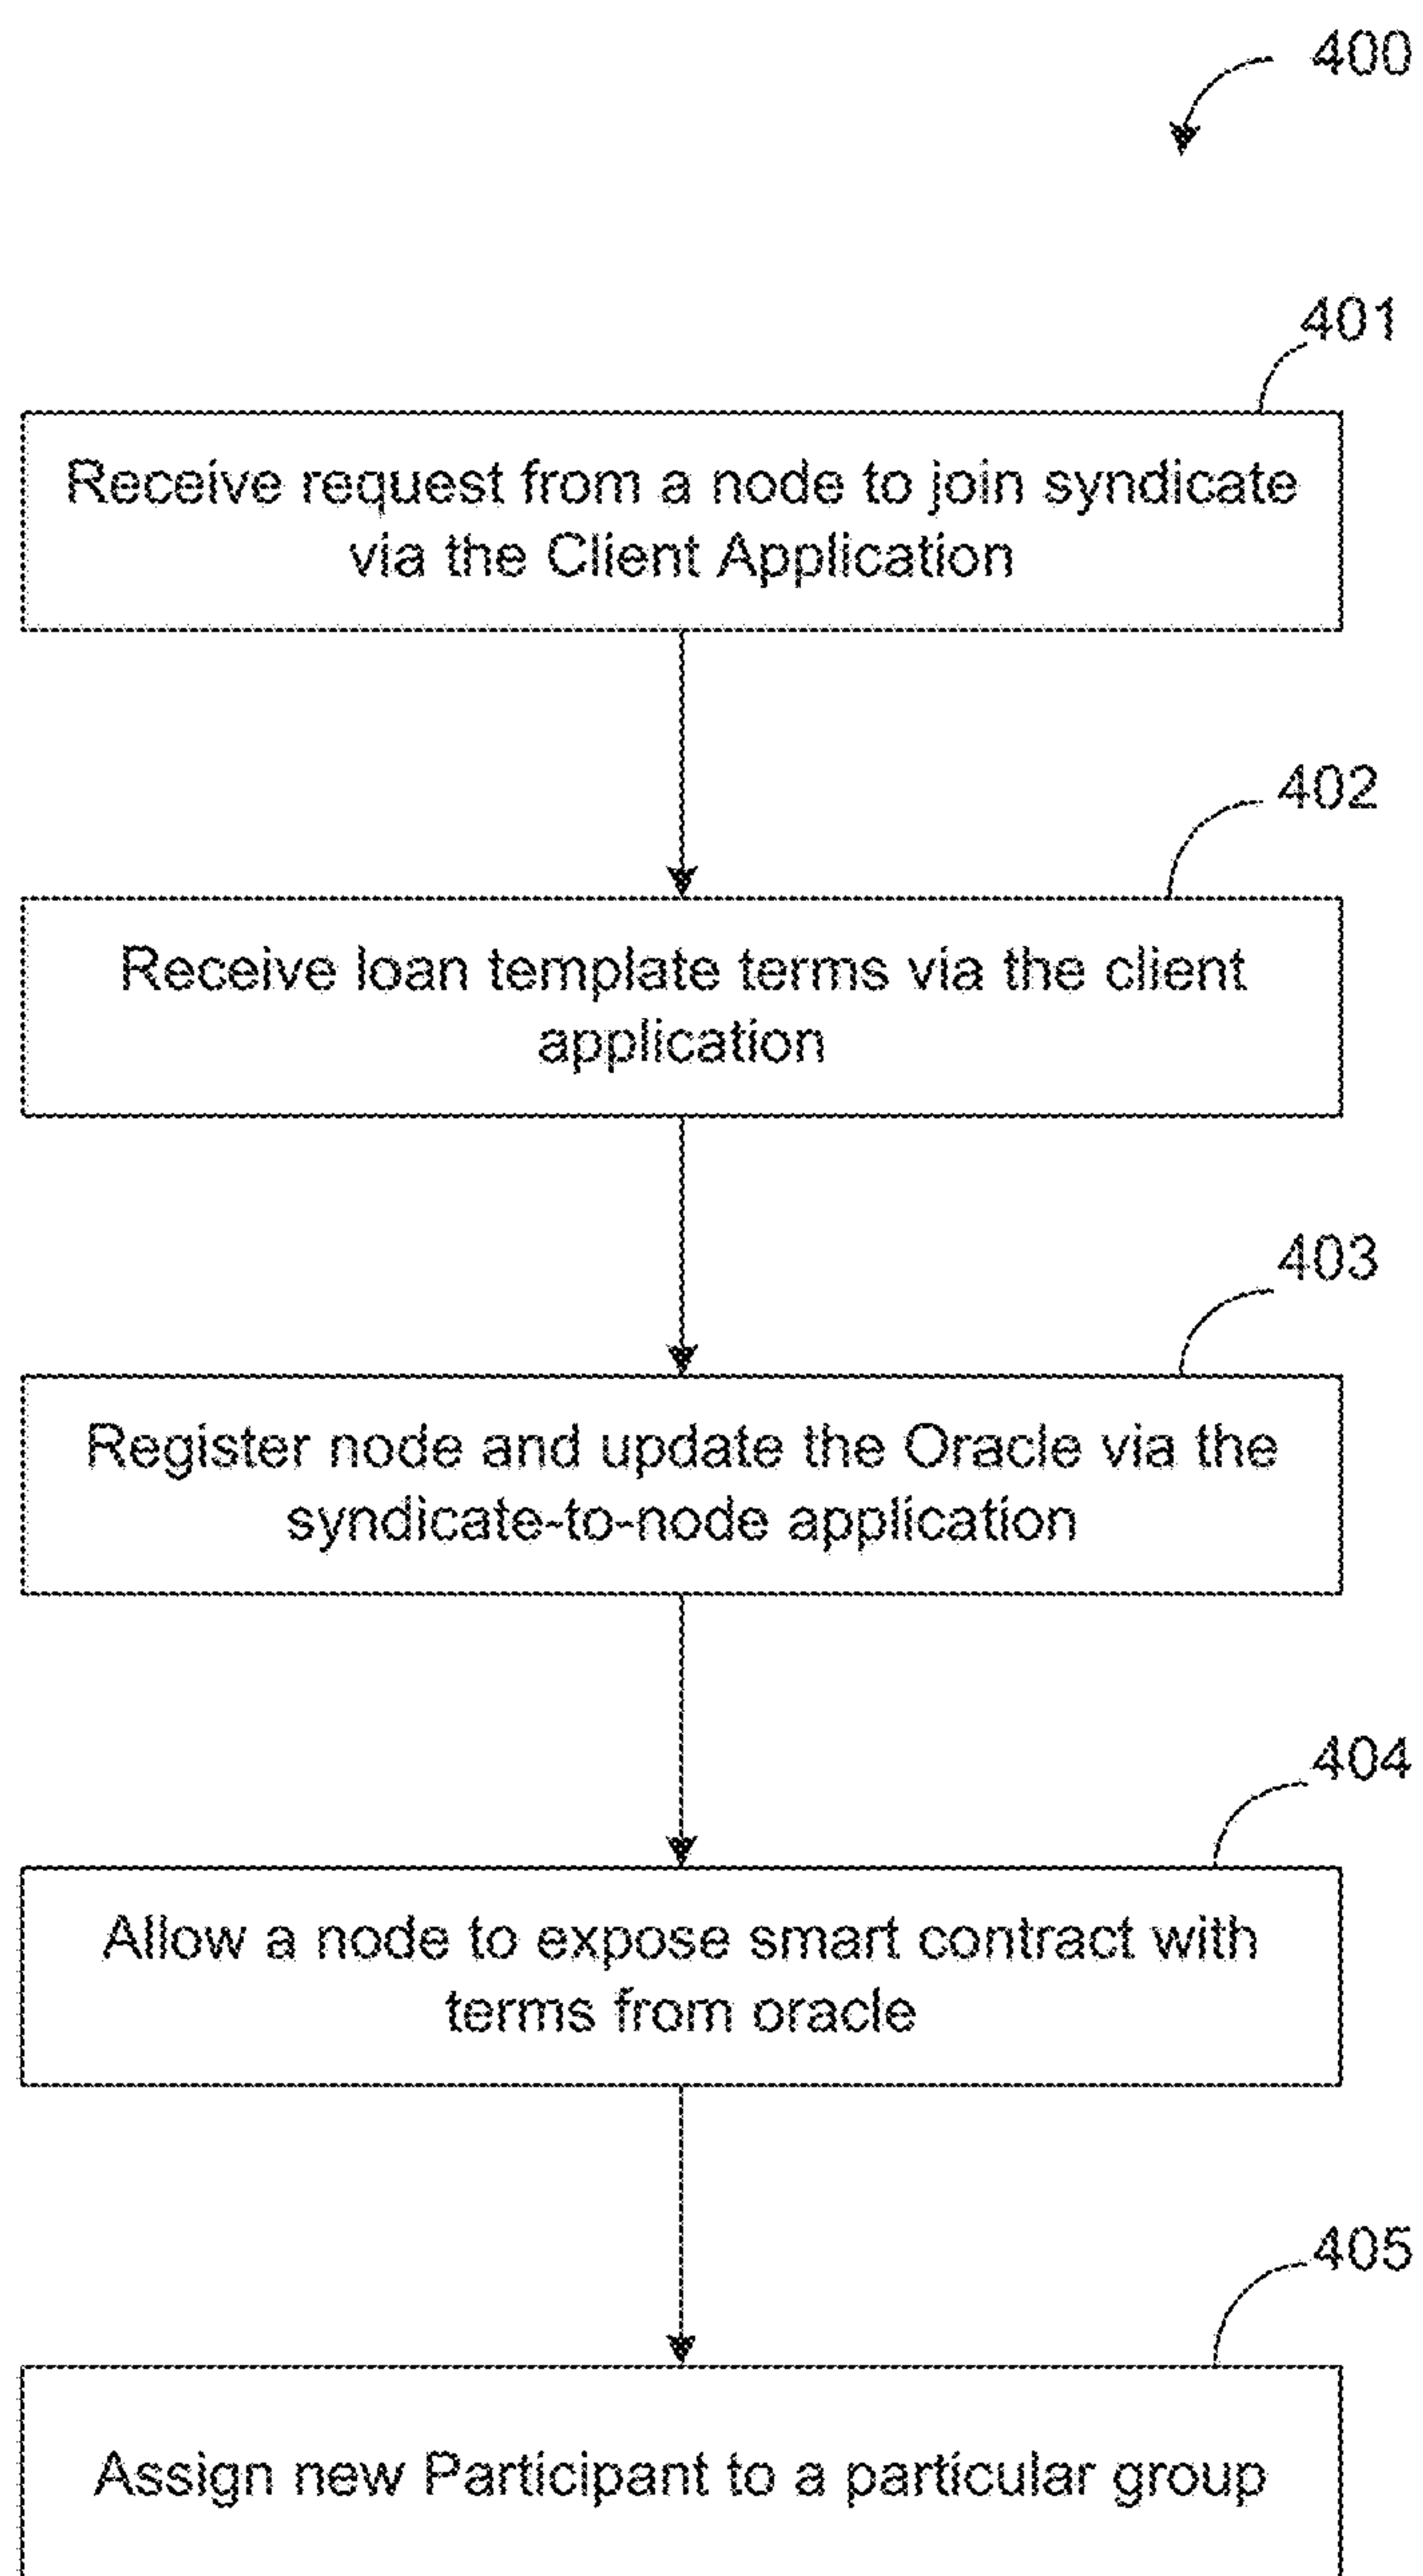 400
401
Receive request from a node to join syndicate
via the Client Application
402
Receive loan template terms via the client
application
403
Register node and update the Oracle via the
syndicate-to-node application
404
Allow a node to expose smart contract with
terms from oracle
405
Assign new Participant to a particular group